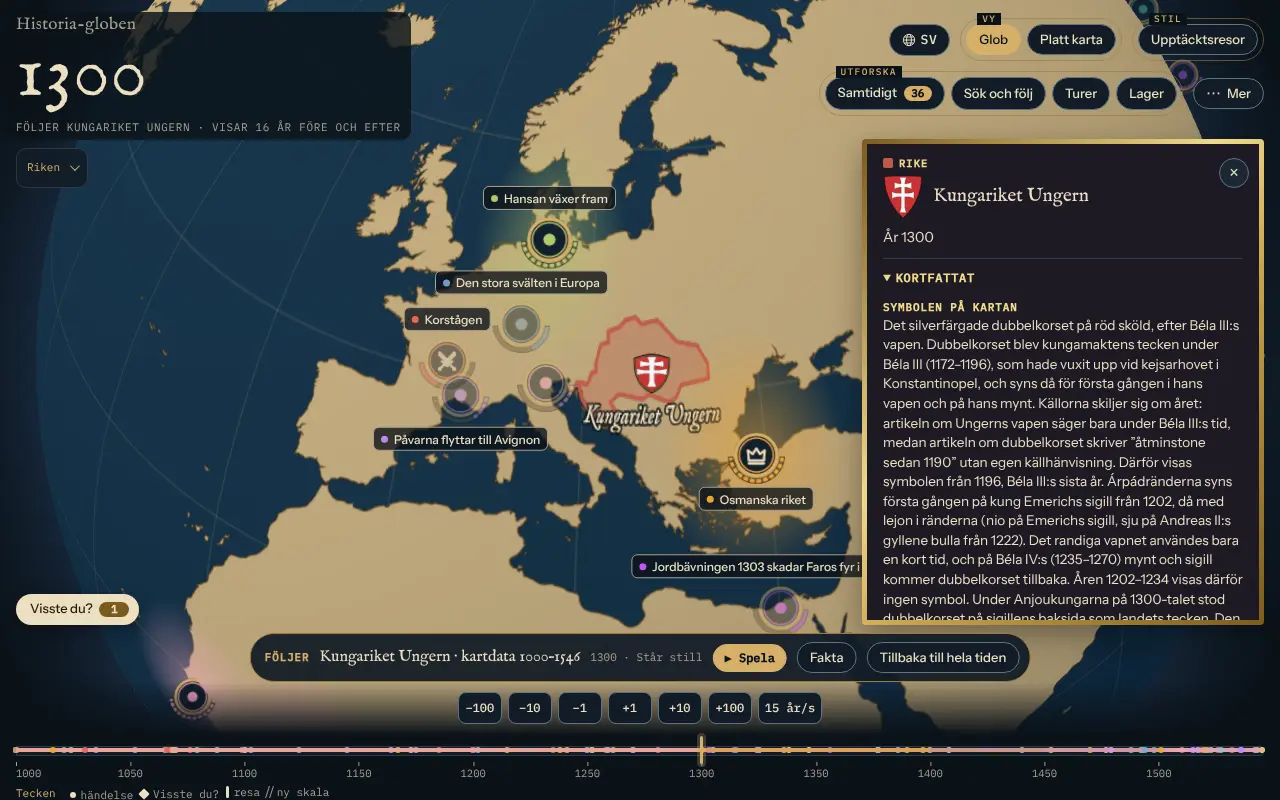 Historia-globen
1300
FÖLJER KUNGARIKET UNGERN · VISAR 16 ÅR FÖRE OCH EFTER
Riken
SV
VY
Glob
Platt karta
STIL
Upptäcktsresor
UTFORSKA
Samtidigt 36
Sök och följ
Turer
Lager
··· Mer
Hansan växer fram
Den stora svälten i Europa
Korstågen
Påvarna flyttar till Avignon
Kungariket Ungern
Osmanska riket
Jordbävningen 1303 skadar Faros fyr i
RIKE
Kungariket Ungern
×
År 1300
▼ KORTFATTAT
SYMBOLEN PÅ KARTAN
Det silverfärgade dubbelkorset på röd sköld, efter Béla III:s
vapen. Dubbelkorset blev kungamaktens tecken under
Béla III (1172–1196), som hade vuxit upp vid kejsarhovet i
Konstantinopel, och syns då för första gången i hans
vapen och på hans mynt. Källorna skiljer sig om året:
artikeln om Ungerns vapen säger bara under Béla III:s tid,
medan artikeln om dubbelkorset skriver ”åtminstone
sedan 1190” utan egen källhänvisning. Därför visas
symbolen från 1196, Béla III:s sista år. Árpádränderna syns
första gången på kung Emerichs sigill från 1202, då med
lejon i ränderna (nio på Emerichs sigill, sju på Andreas II:s
gyllene bulla från 1222). Det randiga vapnet användes bara
en kort tid, och på Béla IV:s (1235–1270) mynt och sigill
kommer dubbelkorset tillbaka. Åren 1202–1234 visas därför
ingen symbol. Under Anjoukungarna på 1300-talet stod
dubbelkorset på sigillens baksida som landets tecken. Den
Visste du? 1
FÖLJER Kungariket Ungern · kartdata 1000–1546 1300 · Står still
▶ Spela
Fakta
Tillbaka till hela tiden
−100
−10
−1
+1
+10
+100
15 år/s
1000 1050 1100 1150 1200 1250 1300 1350 1400 1450 1500
Tecken händelse Visste du? resa // ny skala